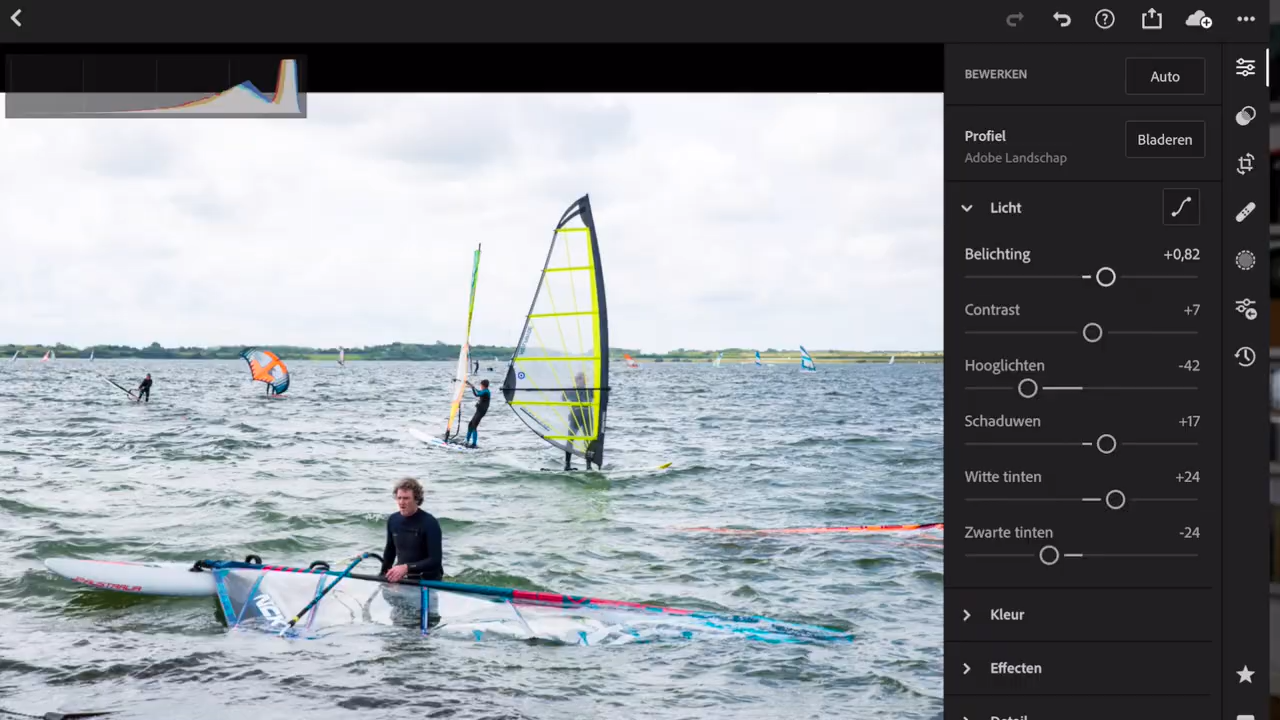 BEWERKEN
Auto
Profiel
Adobe Landschap
Bladeren
Licht
Belichting +0,82
Contrast +7
Hooglichten -42
Schaduwen +17
Witte tinten +24
Zwarte tinten -24
Kleur
Effecten